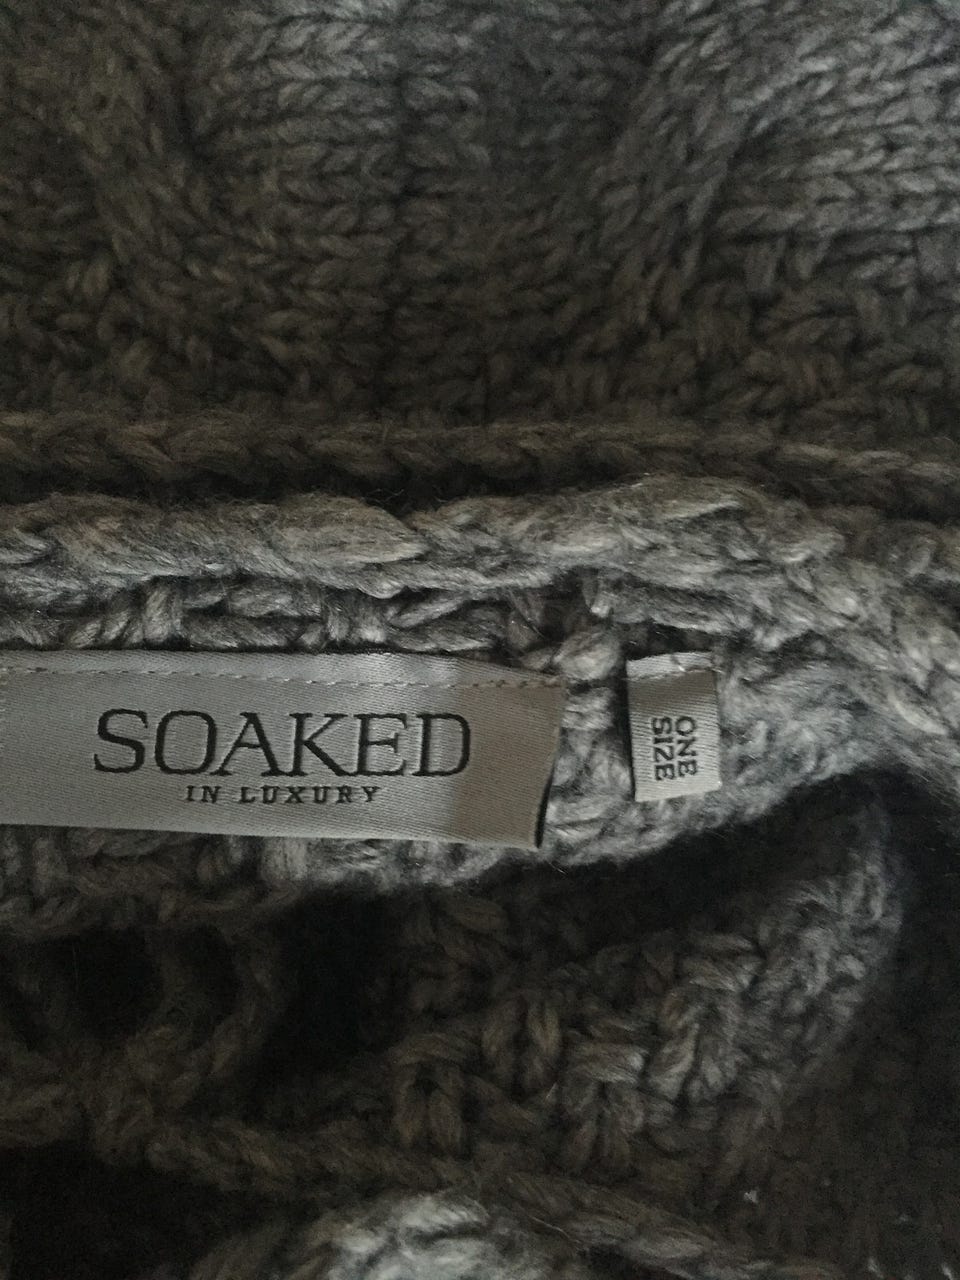 SOAKED
IN LUXURY
ONE
SIZE